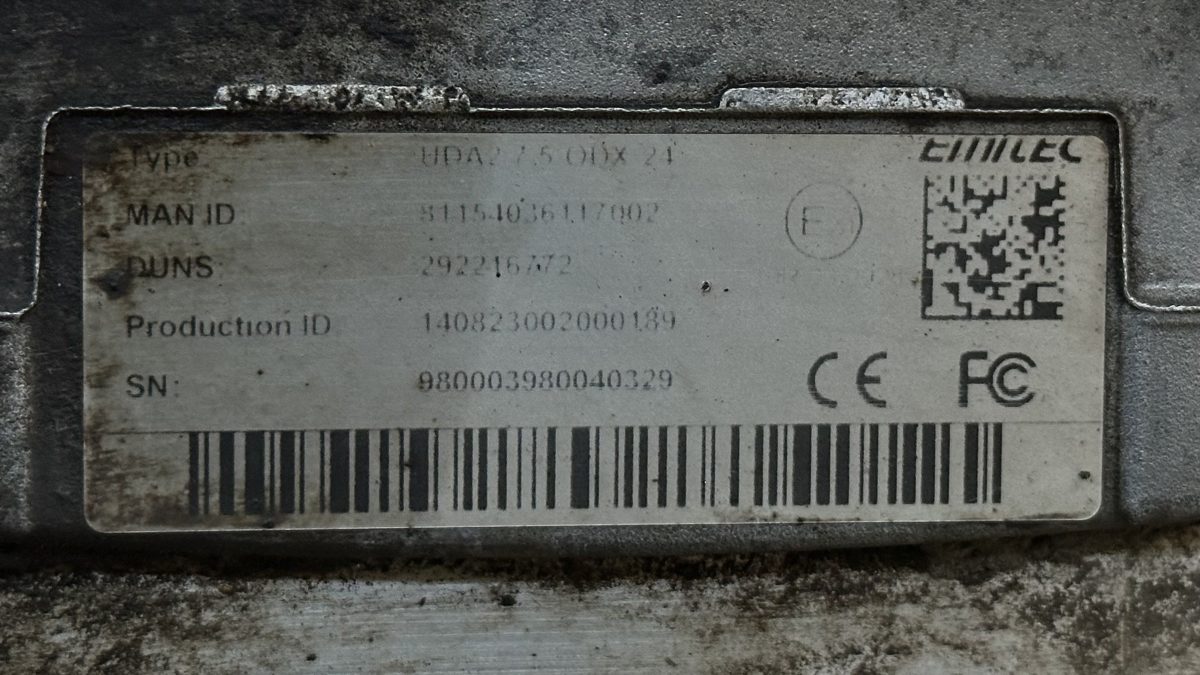 Type UDA2 7.5 ODX 24
Emitec
MAN ID 81154036117002
E
DUNS 292216772
Production ID 140823002000189
SN: 980003980040329
CE FC